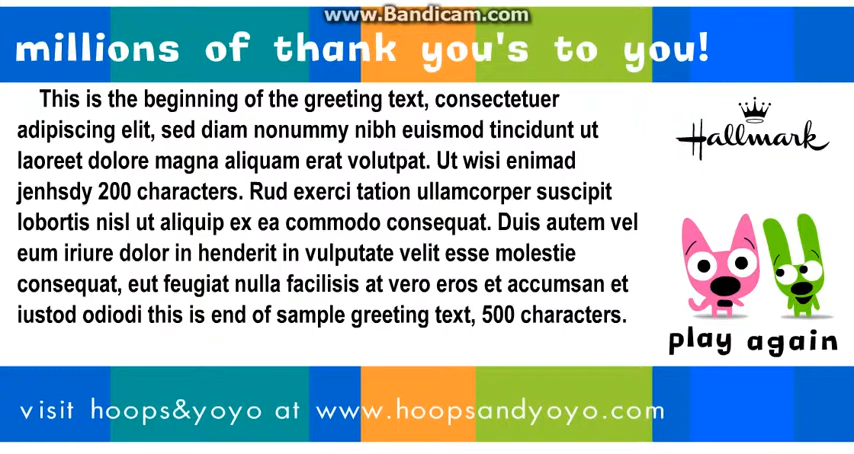 www.Bandicam.com
millions of thank you's to you!
This is the beginning of the greeting text, consectetuer
adipiscing elit, sed diam nonummy nibh euismod tincidunt ut
laoreet dolore magna aliquam erat volutpat. Ut wisi enimad
jenhsdy 200 characters. Rud exerci tation ullamcorper suscipit
lobortis nisl ut aliquip ex ea commodo consequat. Duis autem vel
eum iriure dolor in henderit in vulputate velit esse molestie
consequat, eut feugiat nulla facilisis at vero eros et accumsan et
iustod odiodi this is end of sample greeting text, 500 characters.
Hallmark
play again
visit hoops&yoyo at www.hoopsandyoyo.com